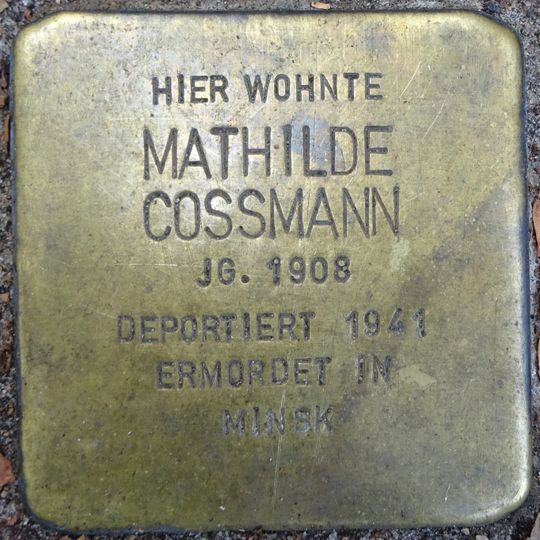 HIER WOHNTE
MATHILDE
COSSMANN
JG. 1908
DEPORTIERT 1941
ERMORDET IN
MINSK